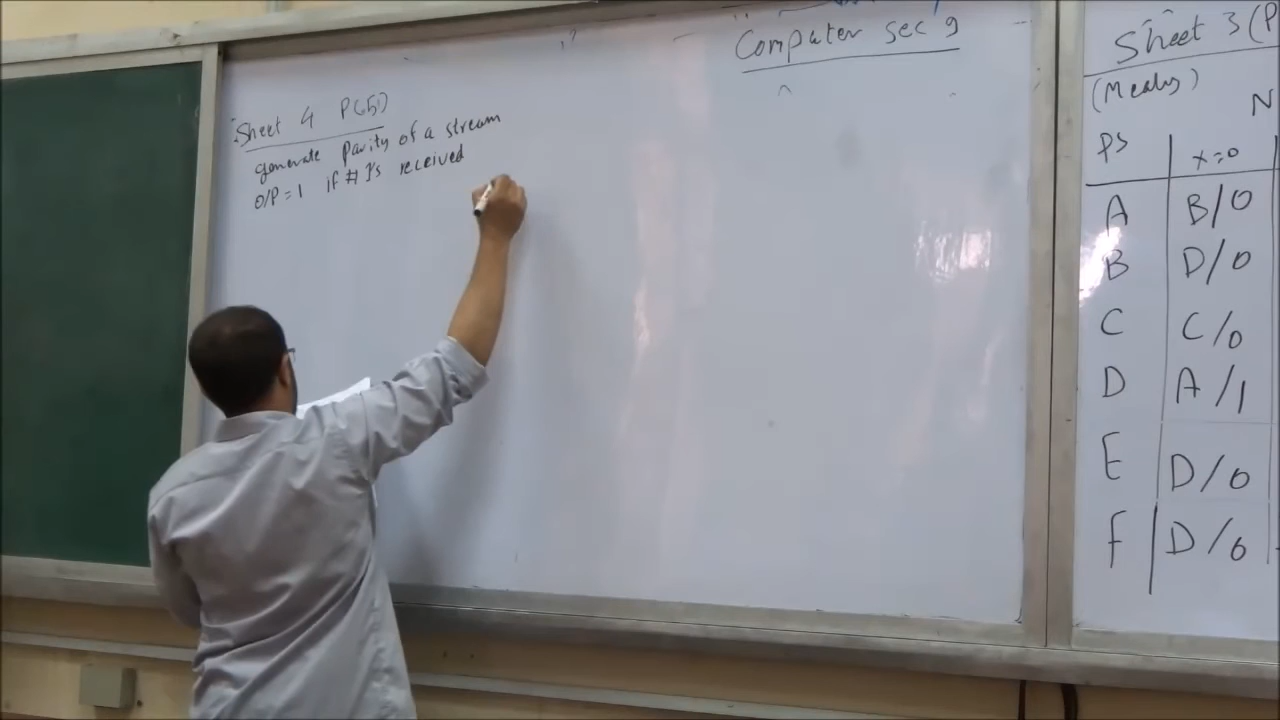 Computer sec 9
Sheet 4 P(5)
generate parity of a stream
O/P = 1 if # 1's received
Sheet 3 (P
(Mealy)
N
PS x=0
A B/0
B D/0
C C/0
D A/1
E D/0
F D/0